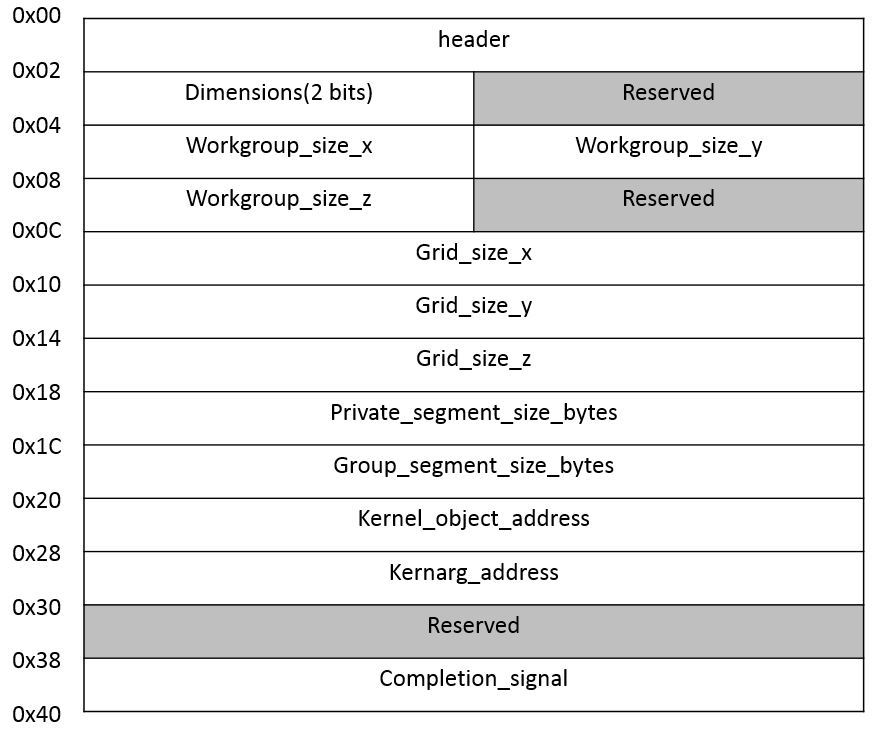 0x00
header
0x02
Dimensions(2 bits) Reserved
0x04
Workgroup_size_x Workgroup_size_y
0x08
Workgroup_size_z Reserved
0x0C
Grid_size_x
0x10
Grid_size_y
0x14
Grid_size_z
0x18
Private_segment_size_bytes
0x1C
Group_segment_size_bytes
0x20
Kernel_object_address
0x28
Kernarg_address
0x30
Reserved
0x38
Completion_signal
0x40